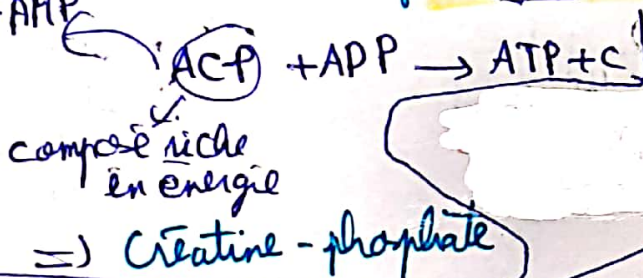 AMP
ACP + ADP → ATP + C
composé riche
en énergie
=) Créatine - phosphate